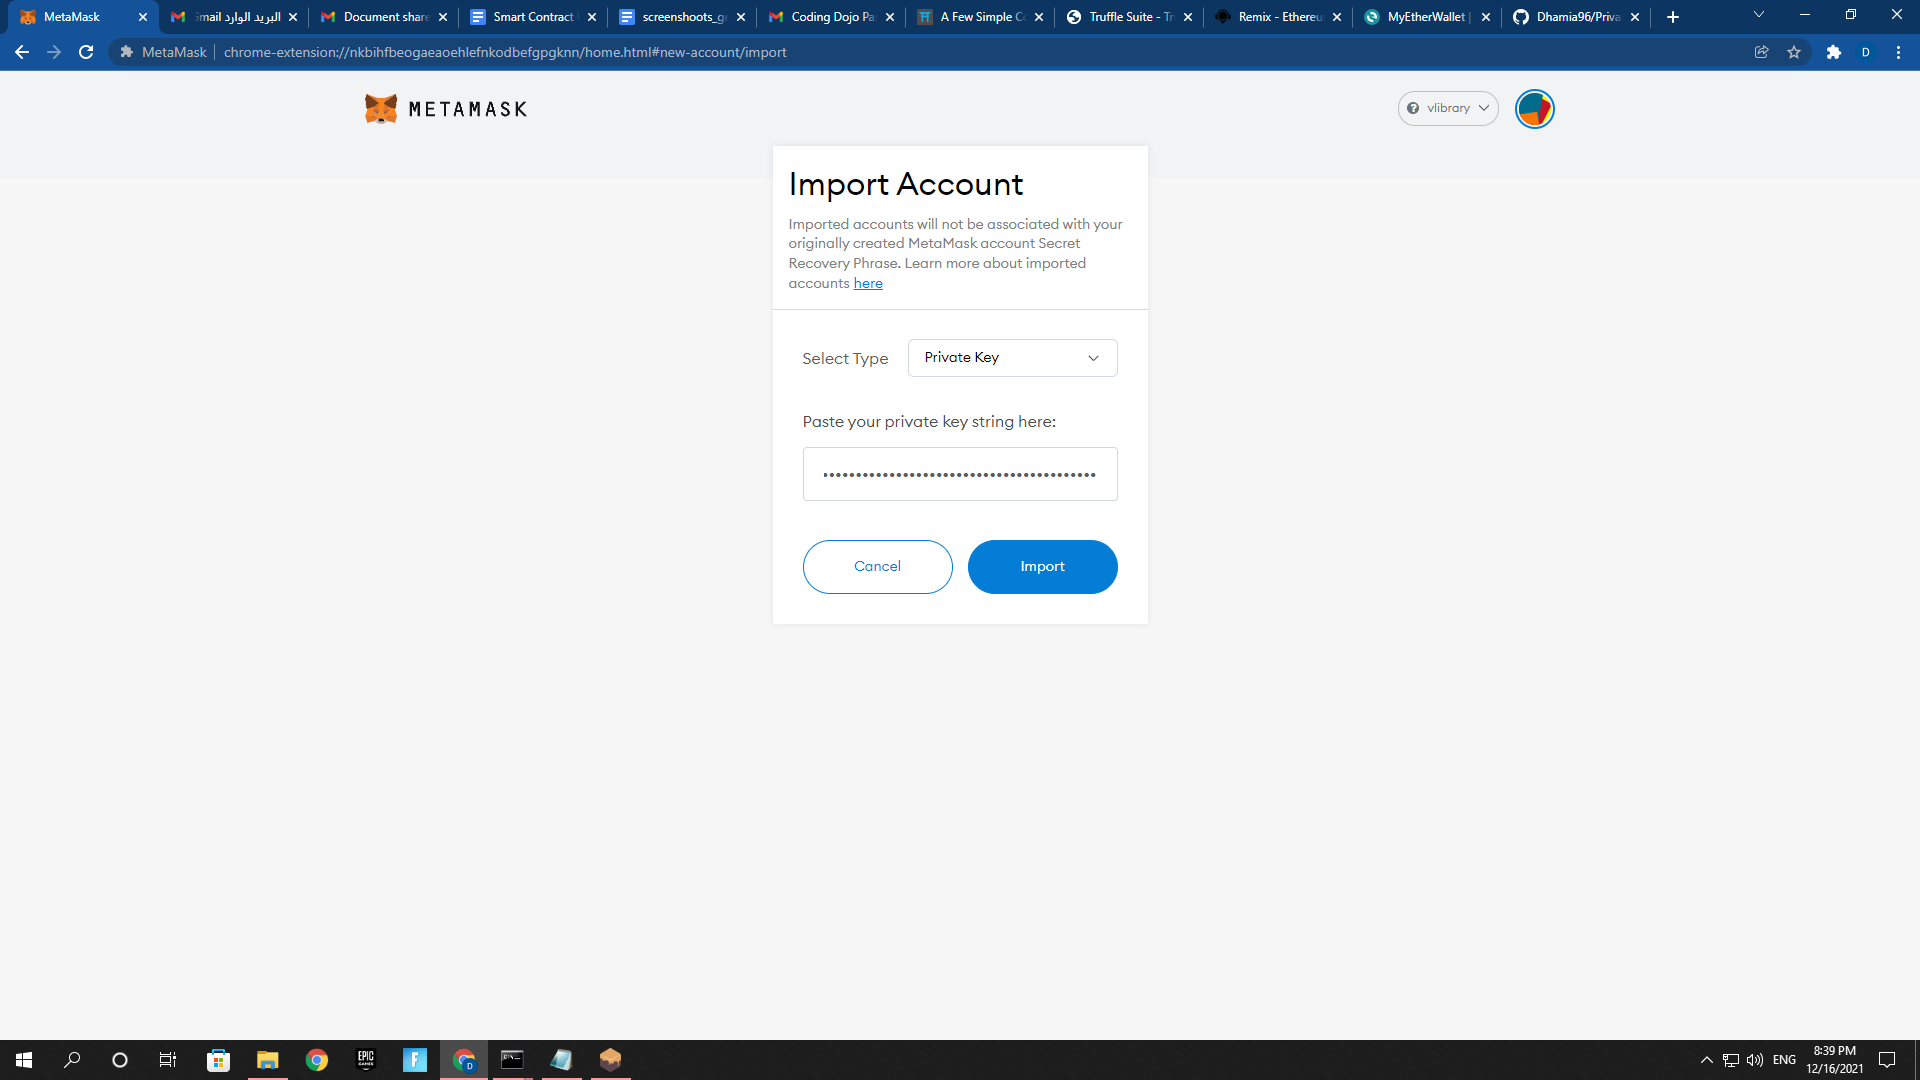 MetaMask
Gmail البريد الوارد
Document share
Smart Contract
screenshoots_g
Coding Dojo Pa
A Few Simple C
Truffle Suite - Tr
Remix - Ethereu
MyEtherWallet |
Dhamia96/Priva
MetaMask
chrome-extension://nkbihfbeogaeaoehlefnkodbefgpgknn/home.html#new-account/import
D
METAMASK
vlibrary
Import Account
Imported accounts will not be associated with your
originally created MetaMask account Secret
Recovery Phrase. Learn more about imported
accounts here
Select Type
Private Key
Paste your private key string here:
Cancel
Import
EPIC
GAMES
F
D
ENG
8:39 PM
12/16/2021